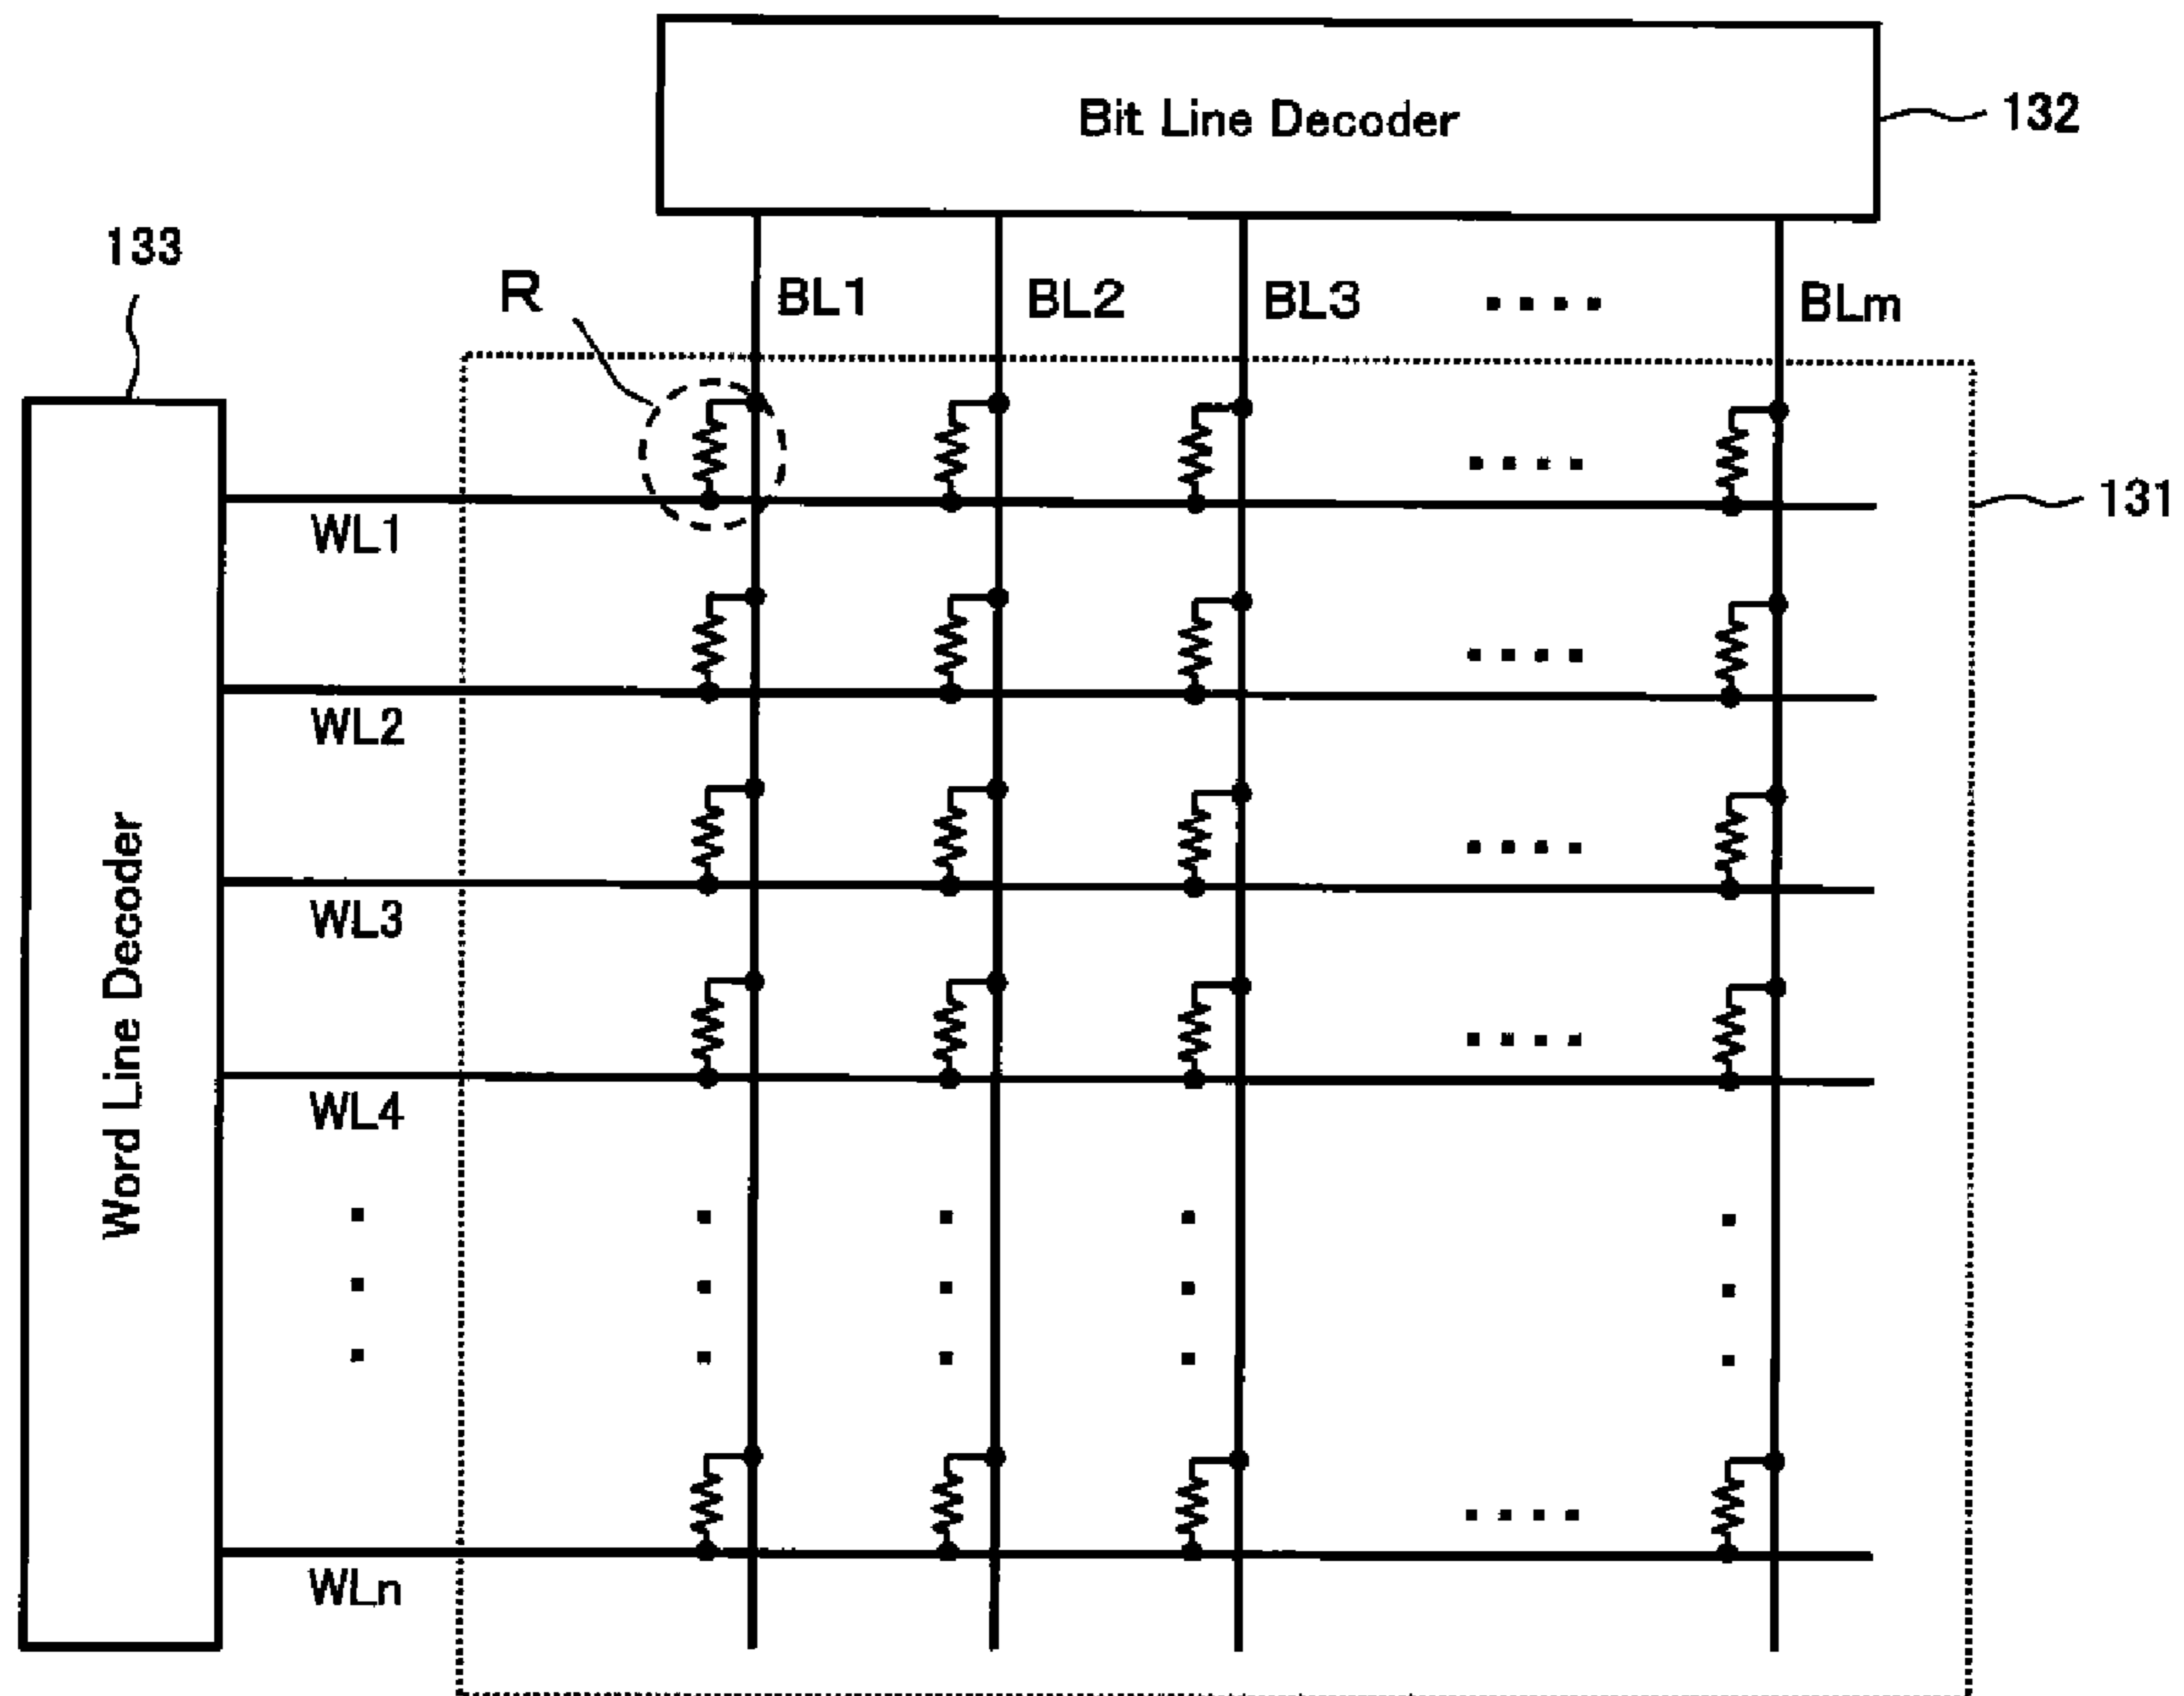 Bit Line Decoder
132
133
R
BL1
BL2
BL3
....
BLm
131
WL1
WL2
WL3
WL4
WLn
Word Line Decoder